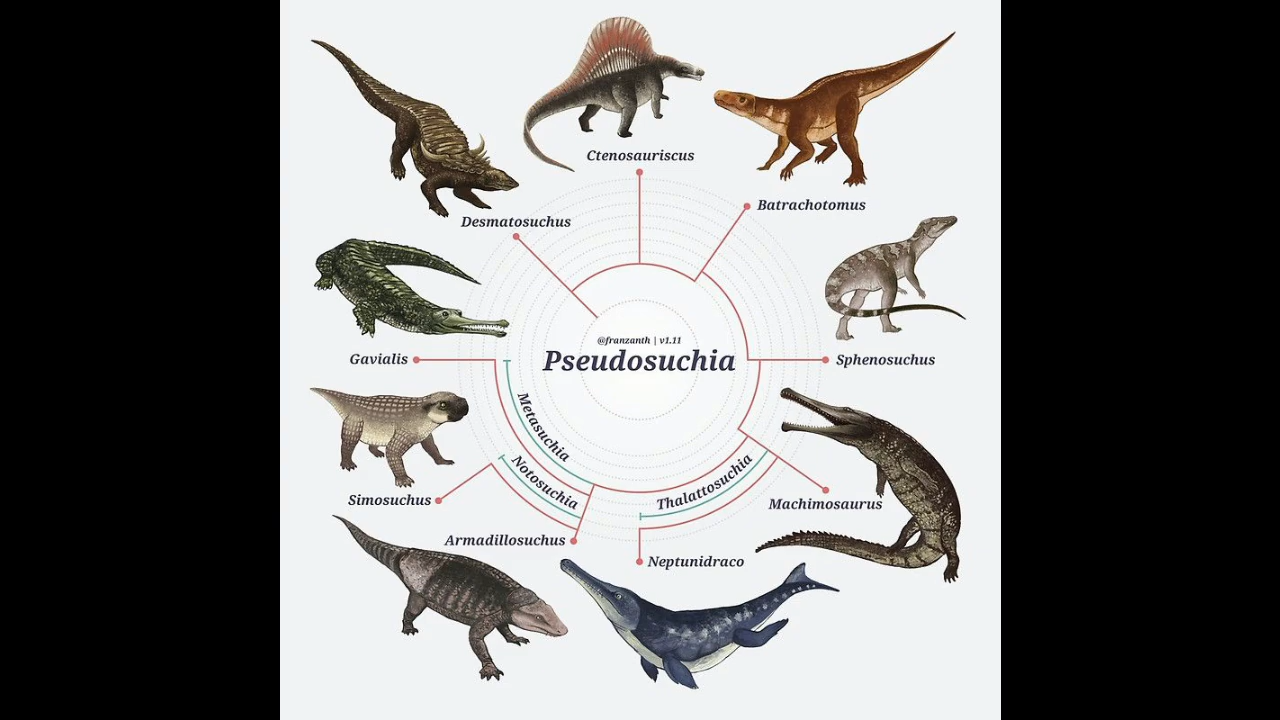 Ctenosauriscus
Batrachotomus
Desmatosuchus
@franzanth | v1.11
Pseudosuchia
Gavialis
Sphenosuchus
Metasuchia
Notosuchia
Thalattosuchia
Simosuchus
Machimosaurus
Armadillosuchus
Neptunidraco